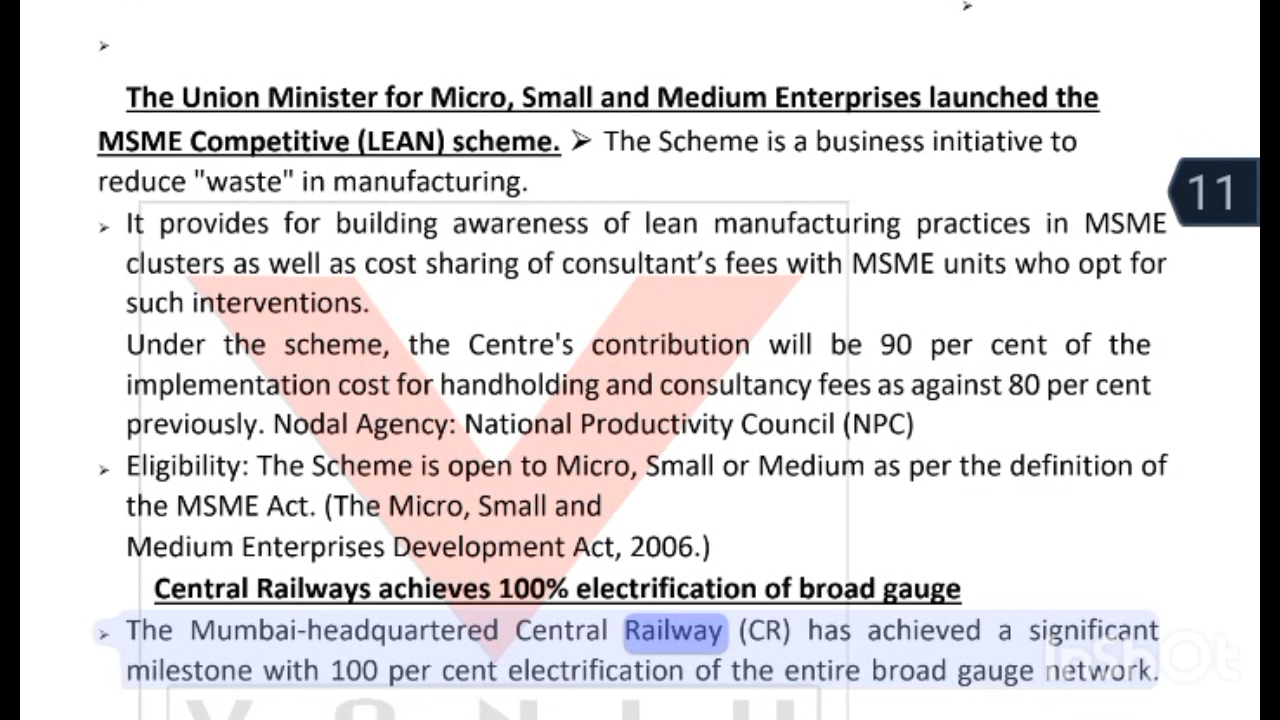 The Union Minister for Micro, Small and Medium Enterprises launched the
MSME Competitive (LEAN) scheme. ➢ The Scheme is a business initiative to
reduce "waste" in manufacturing.
11
➢ It provides for building awareness of lean manufacturing practices in MSME
clusters as well as cost sharing of consultant’s fees with MSME units who opt for
such interventions.
Under the scheme, the Centre's contribution will be 90 per cent of the
implementation cost for handholding and consultancy fees as against 80 per cent
previously. Nodal Agency: National Productivity Council (NPC)
➢ Eligibility: The Scheme is open to Micro, Small or Medium as per the definition of
the MSME Act. (The Micro, Small and
Medium Enterprises Development Act, 2006.)
Central Railways achieves 100% electrification of broad gauge
➢ The Mumbai-headquartered Central Railway (CR) has achieved a significant
milestone with 100 per cent electrification of the entire broad gauge network.
InShOt